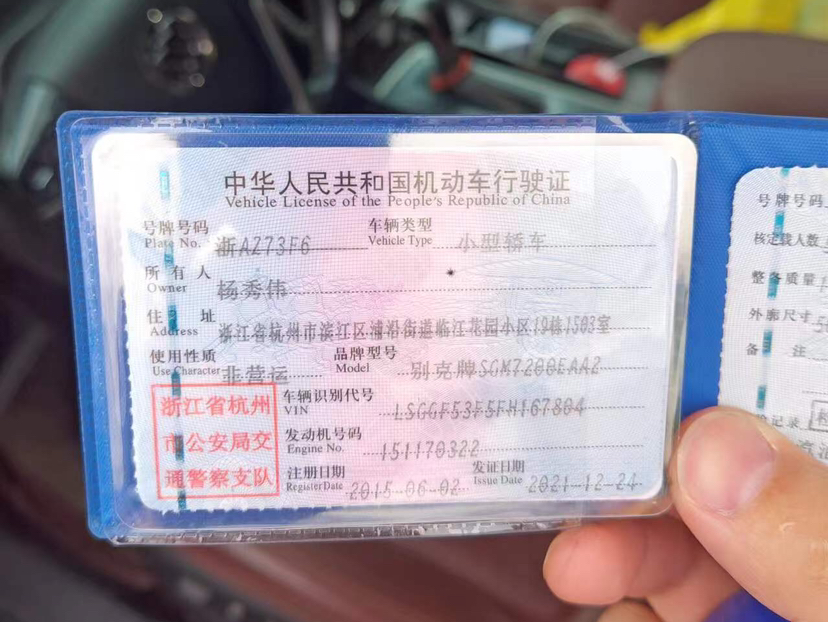 中华人民共和国机动车行驶证
Vehicle License of the People's Republic of China
号牌号码 浙AZ73F6 车辆类型 小型轿车
Plate No. Vehicle Type
所有人 杨秀伟
Owner
住址 浙江省杭州市滨江区浦沿街道临江花园小区19栋1503室
Address
使用性质 非营运 品牌型号 别克牌SGM7200EAA2
Use Character Model
浙江省杭州
市公安局交
通警察支队
车辆识别代号 LSGGF53F5FH167804
VIN
发动机号码 151170322
Engine No.
注册日期 2015-06-02 发证日期 2021-12-24
Register Date Issue Date
号牌号码
核定载人数
整备质量
外廓尺寸
备注